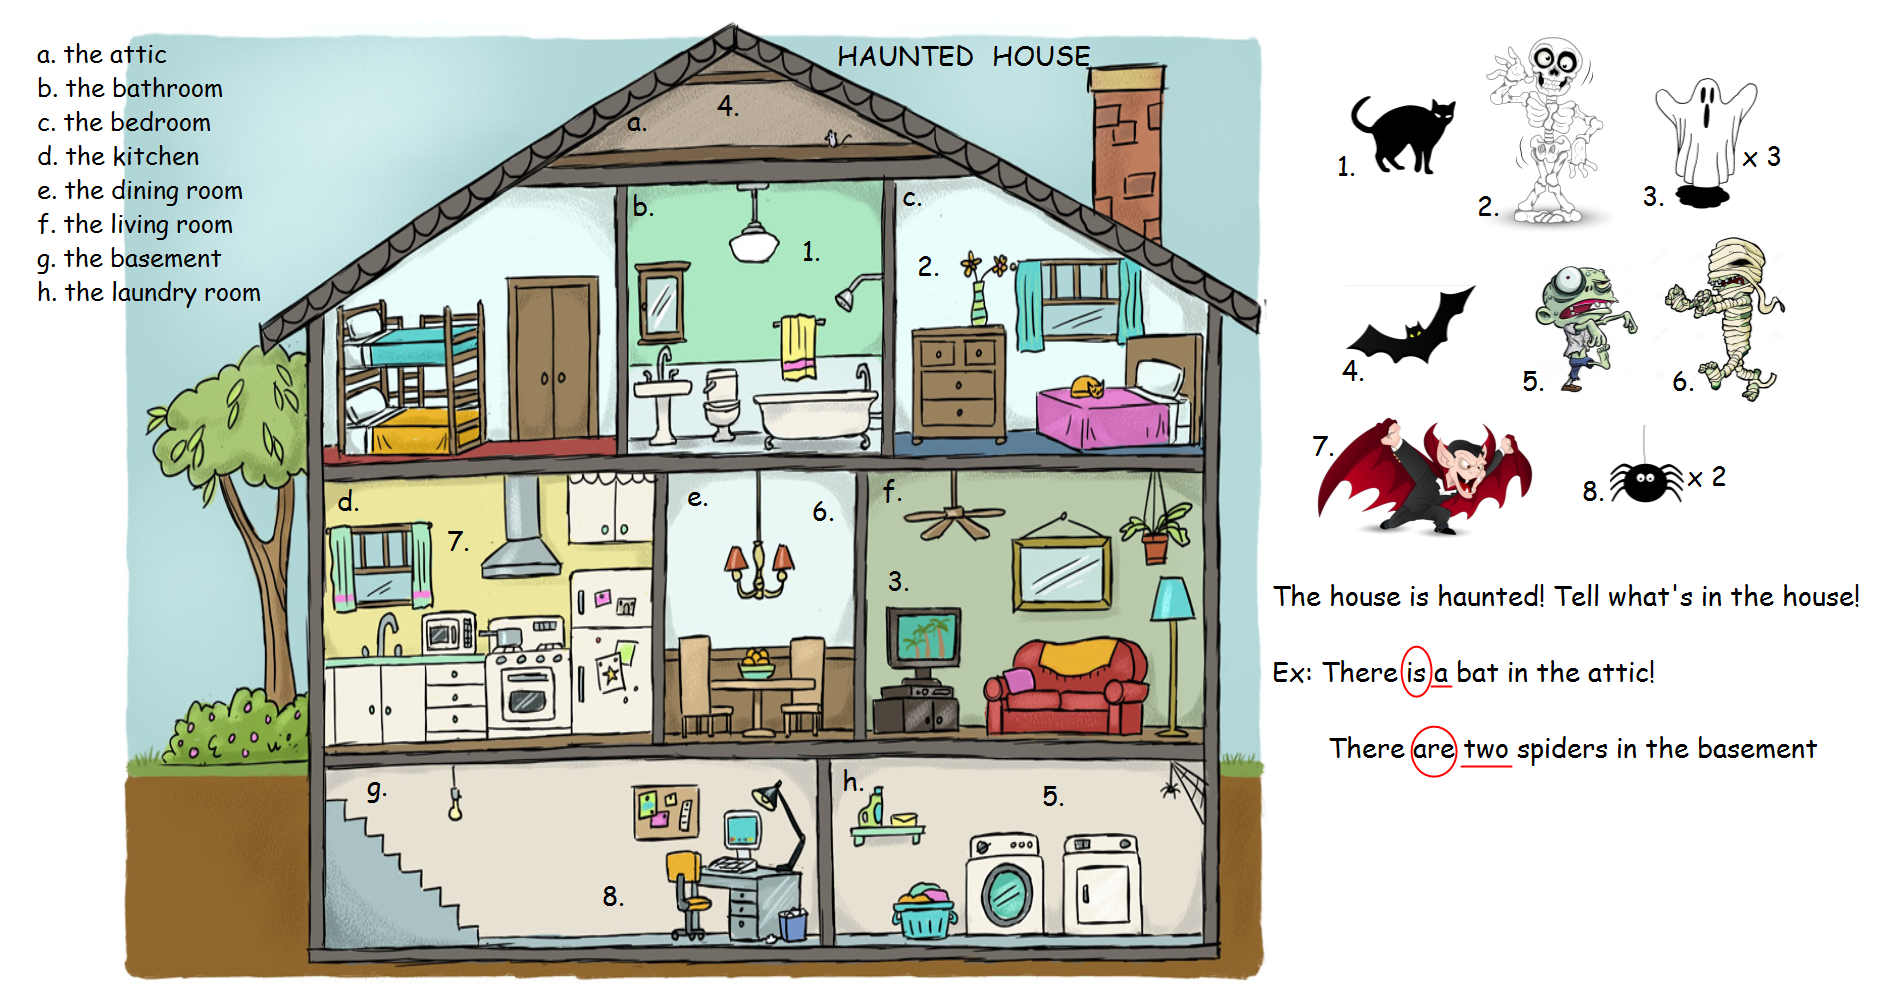 HAUNTED HOUSE
a. the attic
b. the bathroom
c. the bedroom
d. the kitchen
e. the dining room
f. the living room
g. the basement
h. the laundry room
a.
4.
b.
1.
c.
2.
d.
7.
e.
6.
f.
3.
g.
8.
h.
5.
1.
2.
3.
x 3
4.
5.
6.
7.
8.
x 2
The house is haunted! Tell what's in the house!
Ex: There is a bat in the attic!
There are two spiders in the basement